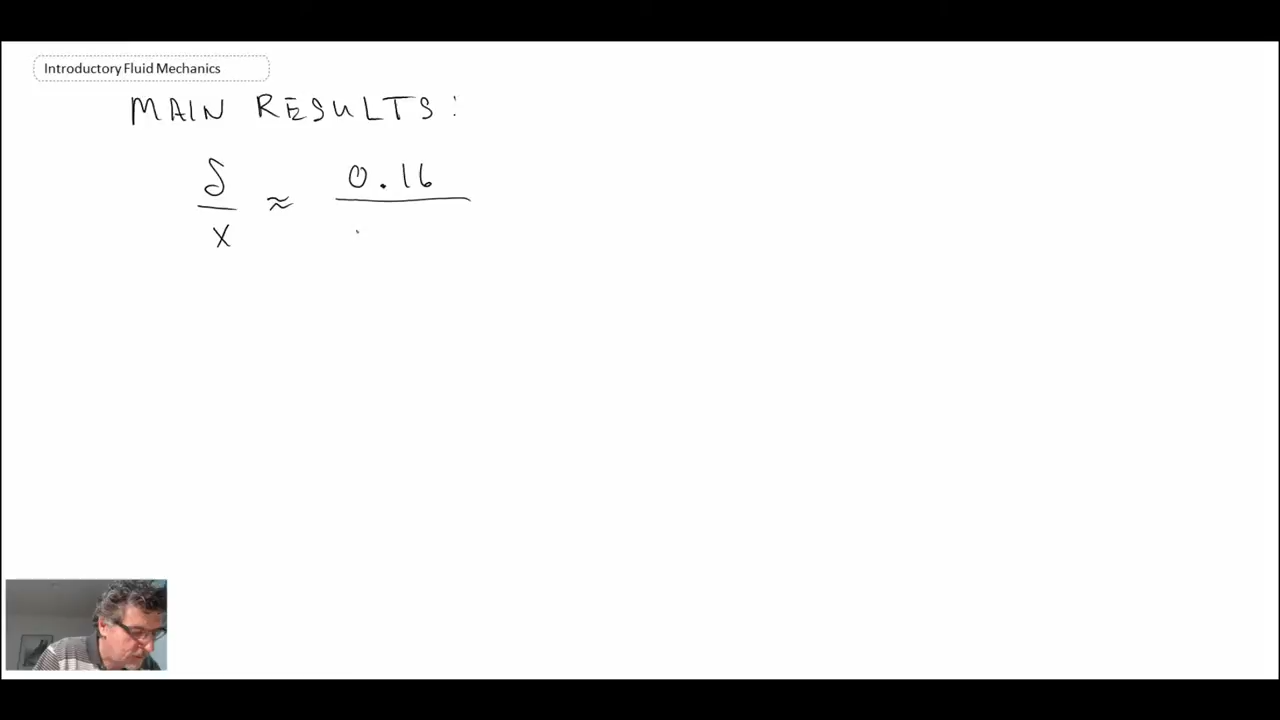 Introductory Fluid Mechanics
MAIN RESULTS:
δ/x ≈ 0.16/